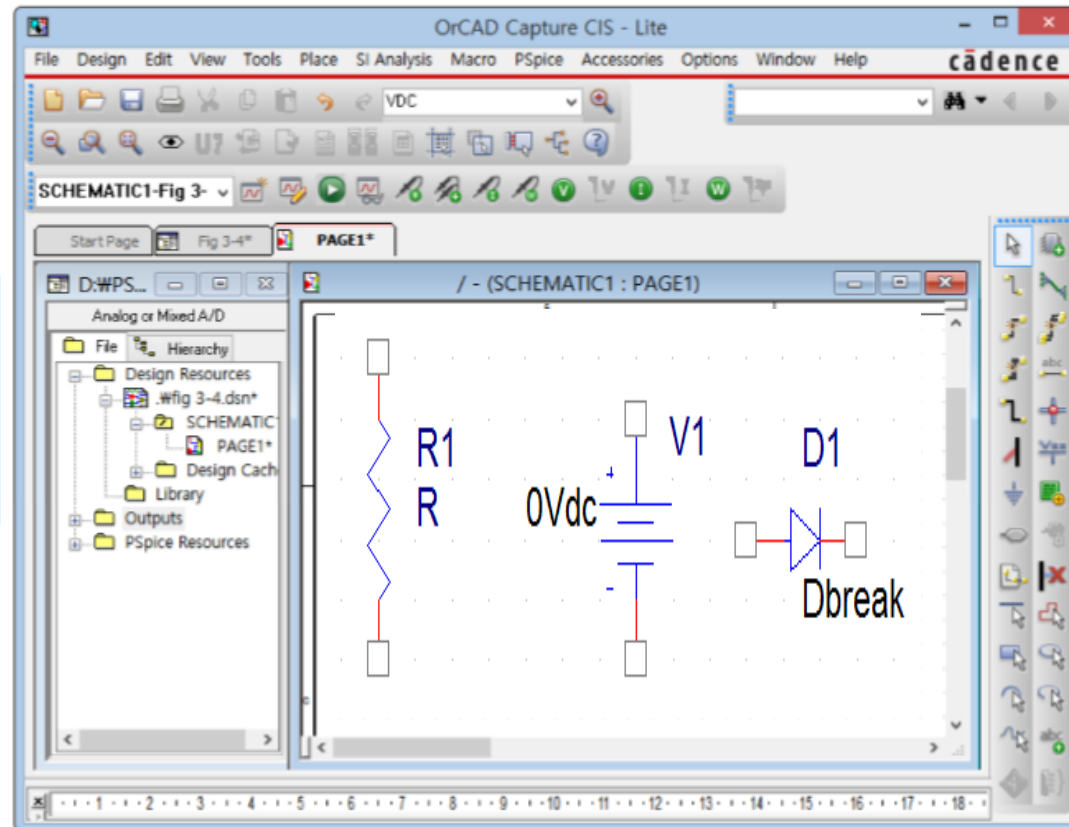 OrCAD Capture CIS - Lite
File Design Edit View Tools Place SI Analysis Macro PSpice Accessories Options Window Help
cādence
VDC
U?
SCHEMATIC1-Fig 3-
V V I I W
Start Page Fig 3-4* PAGE1*
D:₩PS...
/ - (SCHEMATIC1 : PAGE1)
Analog or Mixed A/D
File Hierarchy
Design Resources
.₩fig 3-4.dsn*
SCHEMATIC
PAGE1*
Design Cach
Library
Outputs
PSpice Resources
R1
R
V1
+
0Vdc
-
D1
Dbreak
abc
Vcc
abc
1 2 3 4 5 6 7 8 9 10 11 12 13 14 15 16 17 18